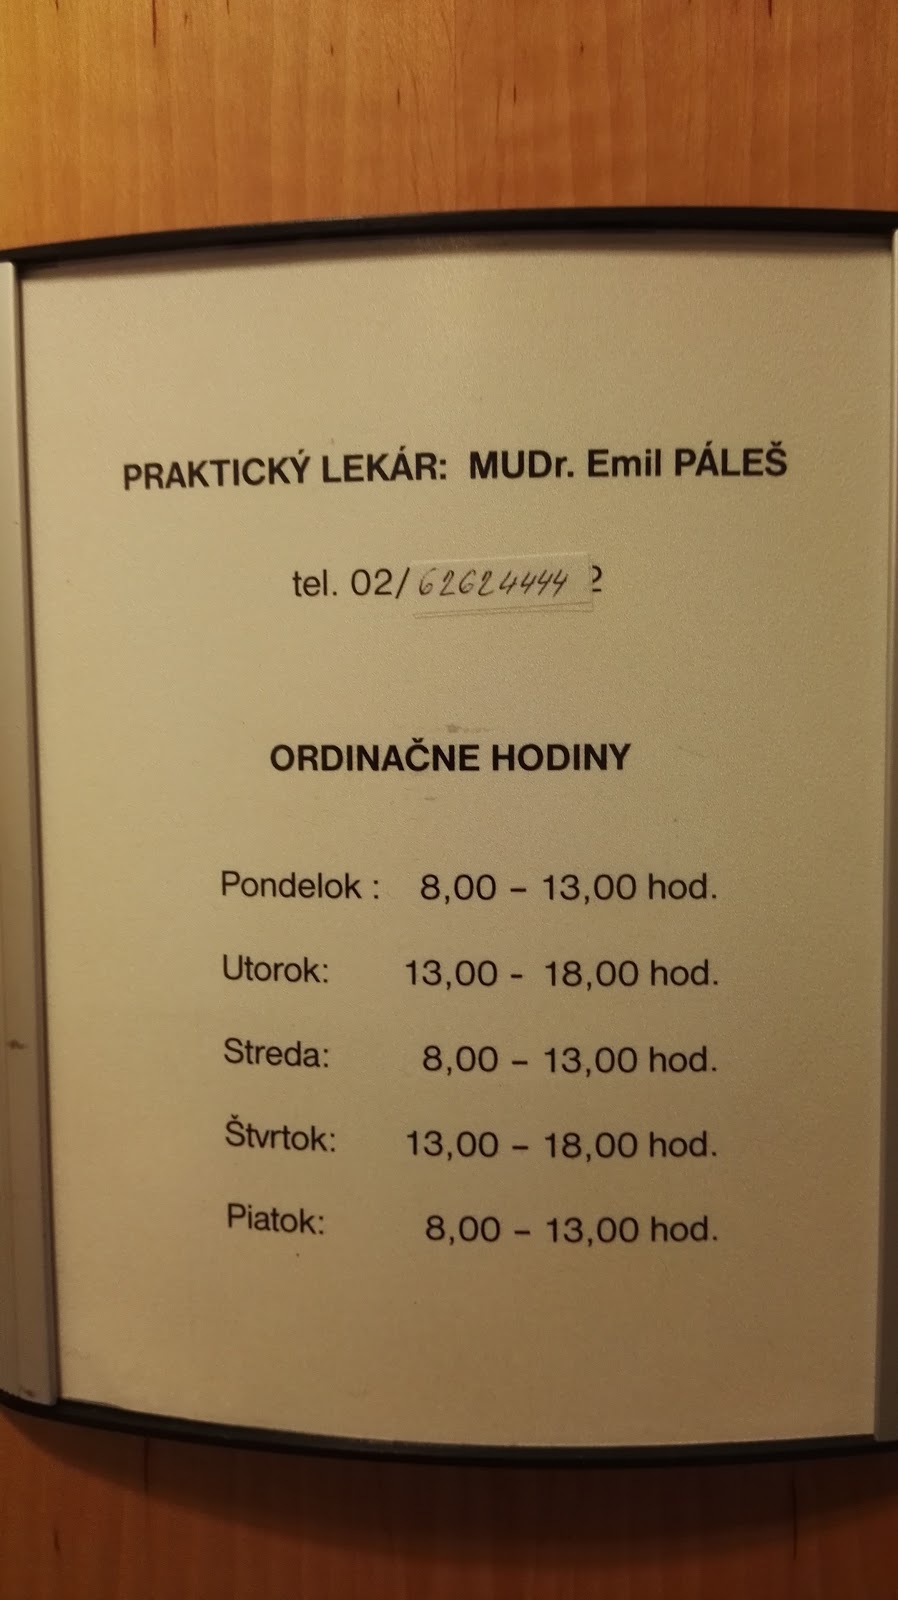 PRAKTICKÝ LEKÁR: MUDr. Emil PÁLEŠ
tel. 02/ 62624444 2
ORDINAČNE HODINY
Pondelok : 8,00 – 13,00 hod.
Utorok: 13,00 - 18,00 hod.
Streda: 8,00 – 13,00 hod.
Štvrtok: 13,00 – 18,00 hod.
Piatok: 8,00 – 13,00 hod.